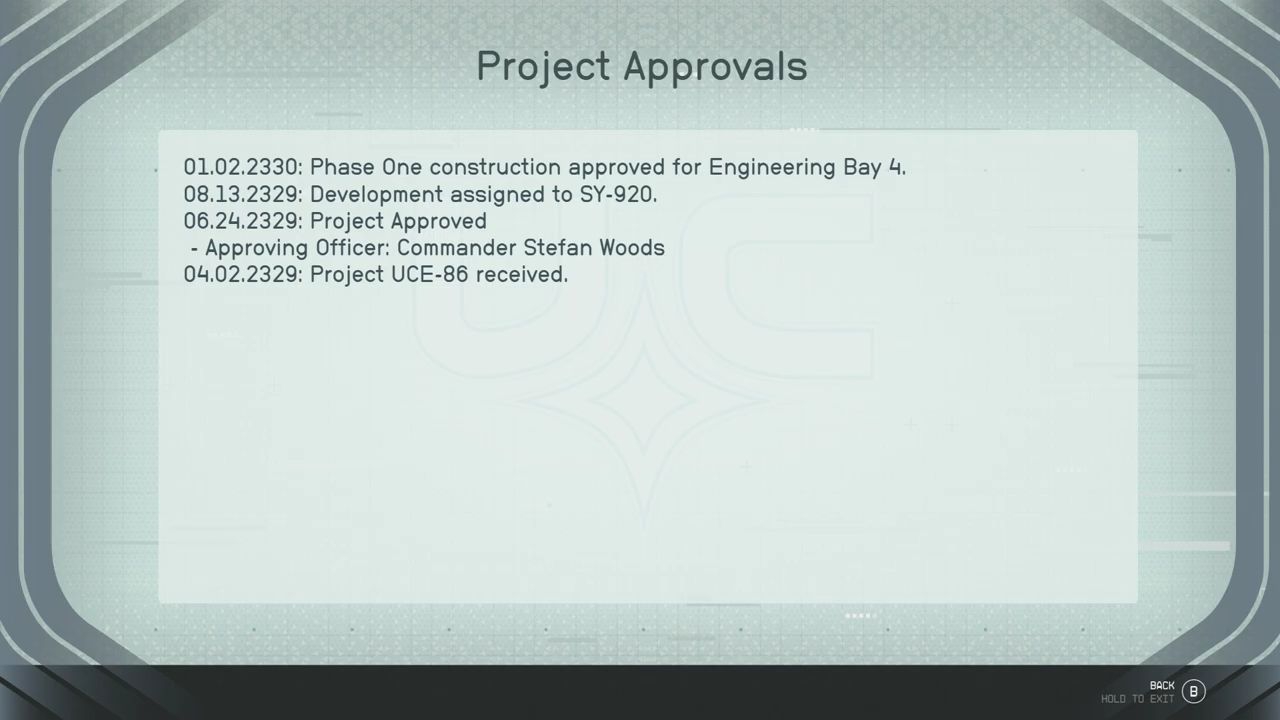 Project Approvals
01.02.2330: Phase One construction approved for Engineering Bay 4.
08.13.2329: Development assigned to SY-920.
06.24.2329: Project Approved
- Approving Officer: Commander Stefan Woods
04.02.2329: Project UCE-86 received.
UC
BACK
HOLD TO EXIT
B